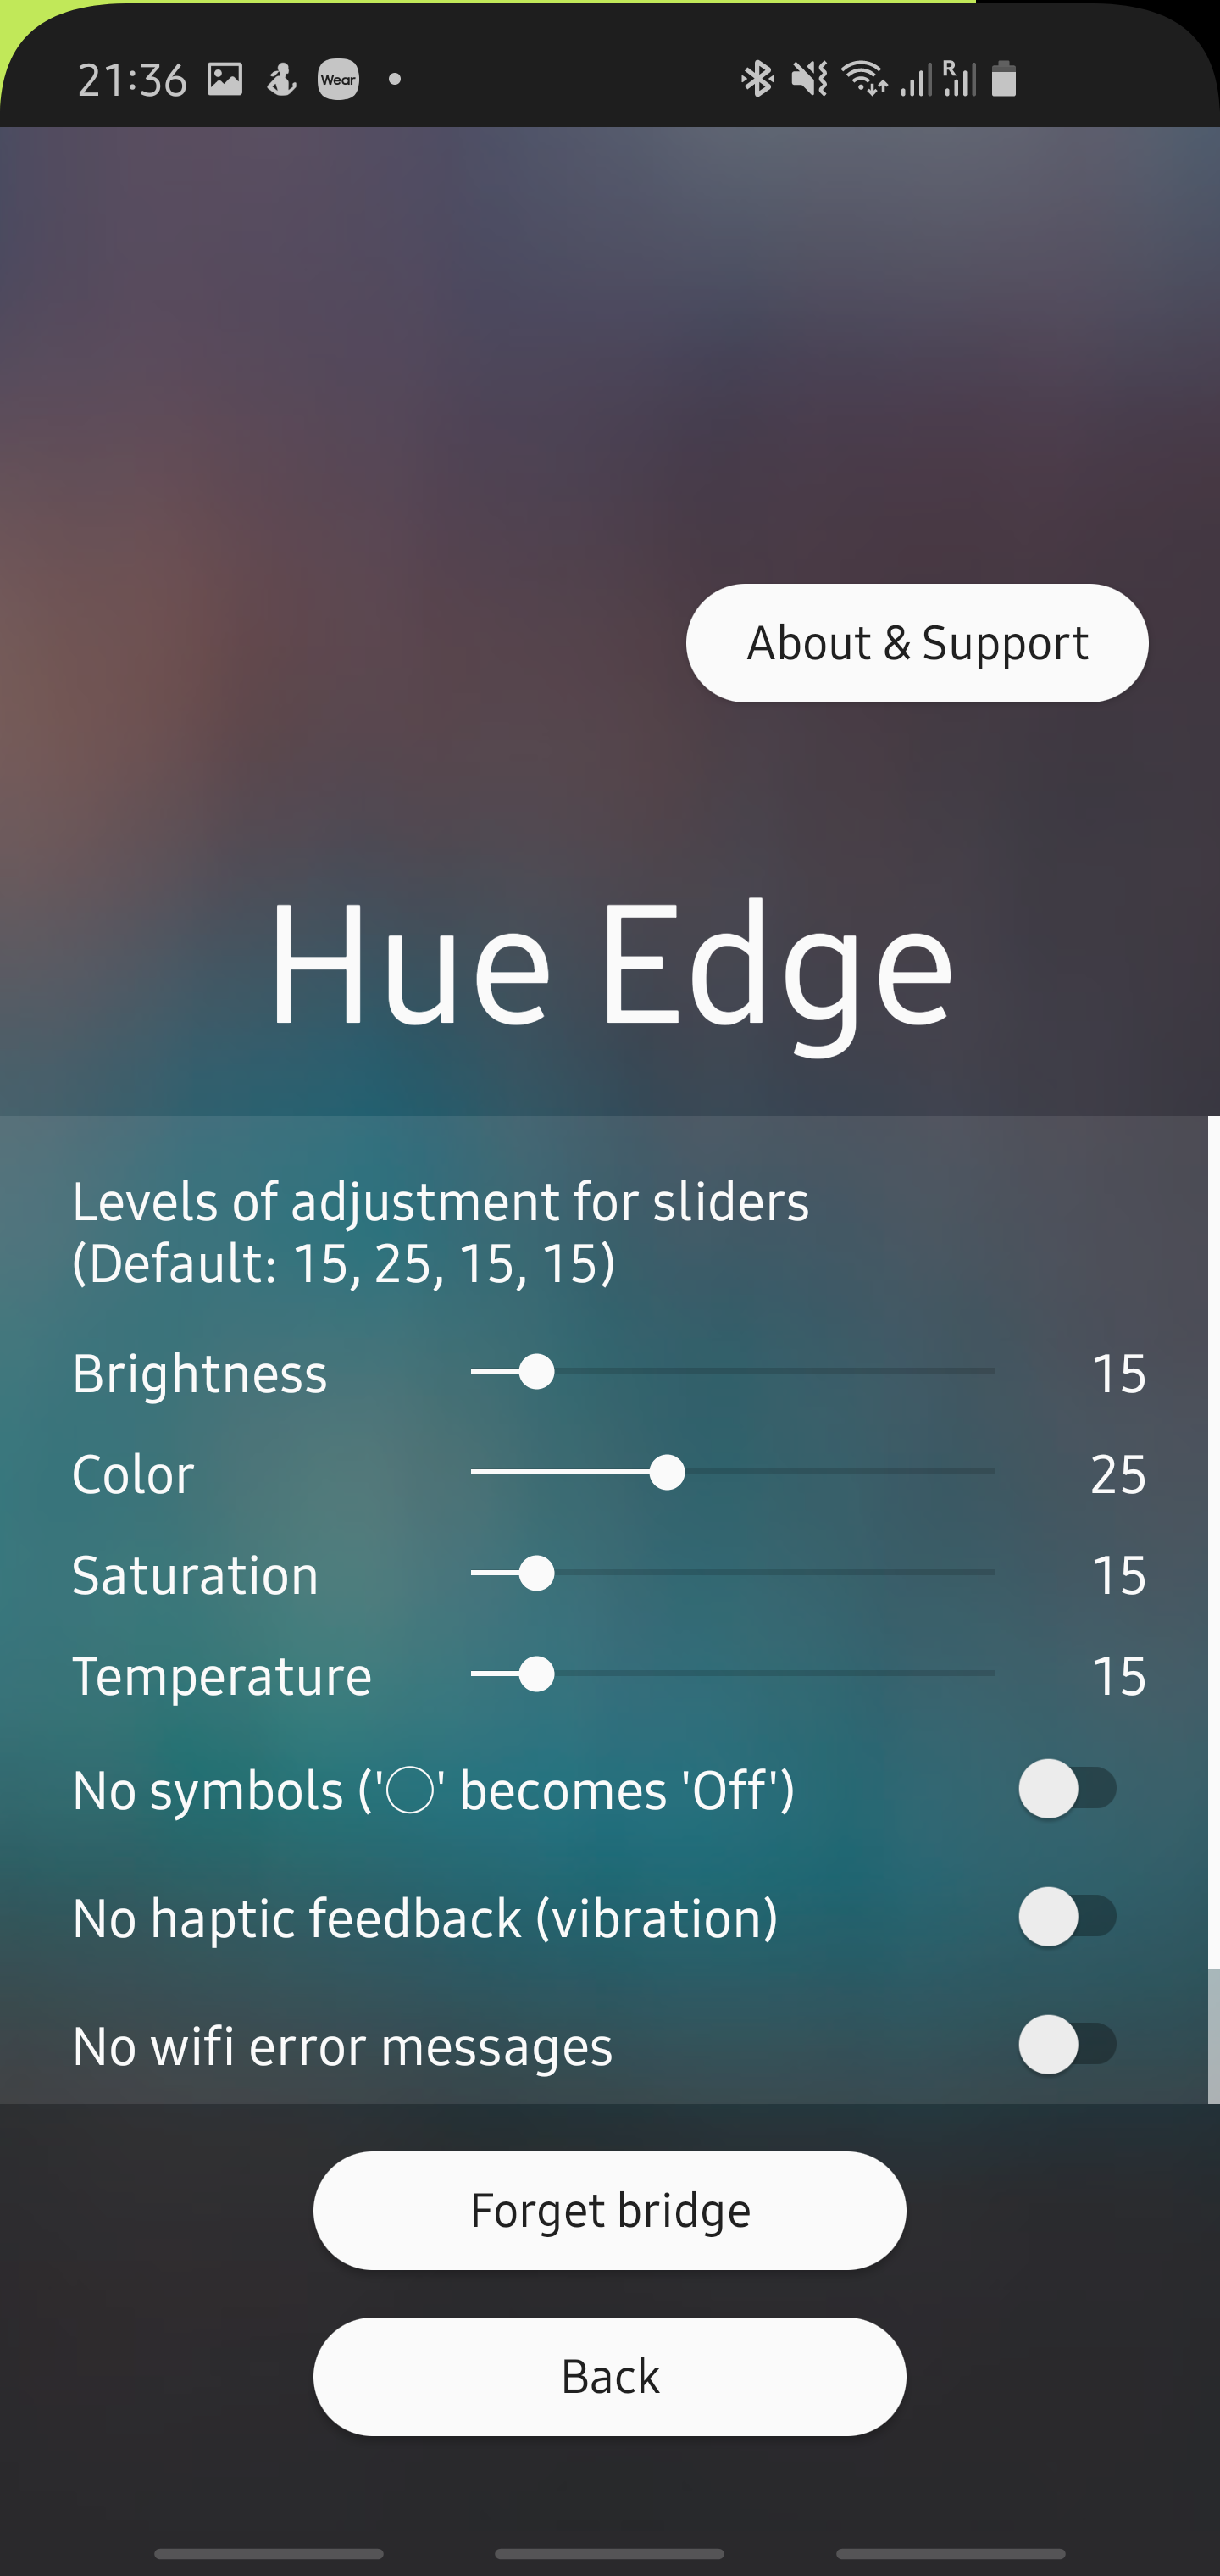 21:36 Wear R
About & Support
Hue Edge
Levels of adjustment for sliders
(Default: 15, 25, 15, 15)
Brightness 15
Color 25
Saturation 15
Temperature 15
No symbols ('◯' becomes 'Off')
No haptic feedback (vibration)
No wifi error messages
Forget bridge
Back